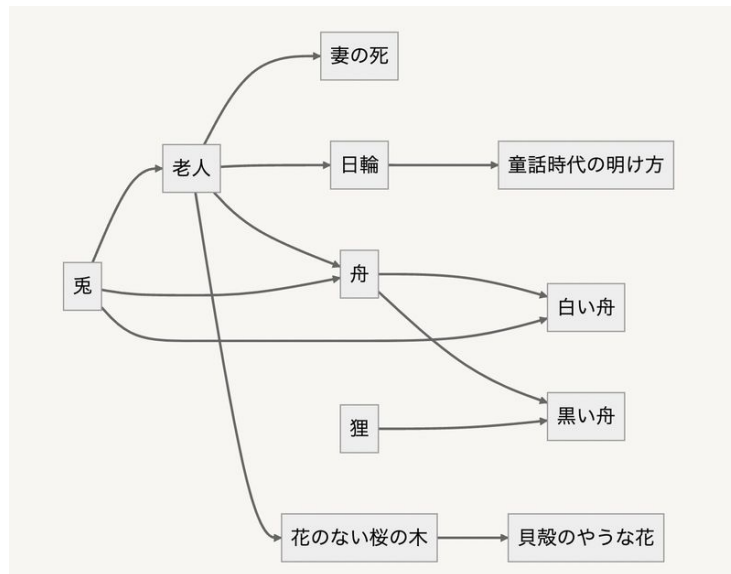 妻の死
老人
日輪
童話時代の明け方
兎
舟
白い舟
狸
黒い舟
花のない桜の木
貝殻のやうな花